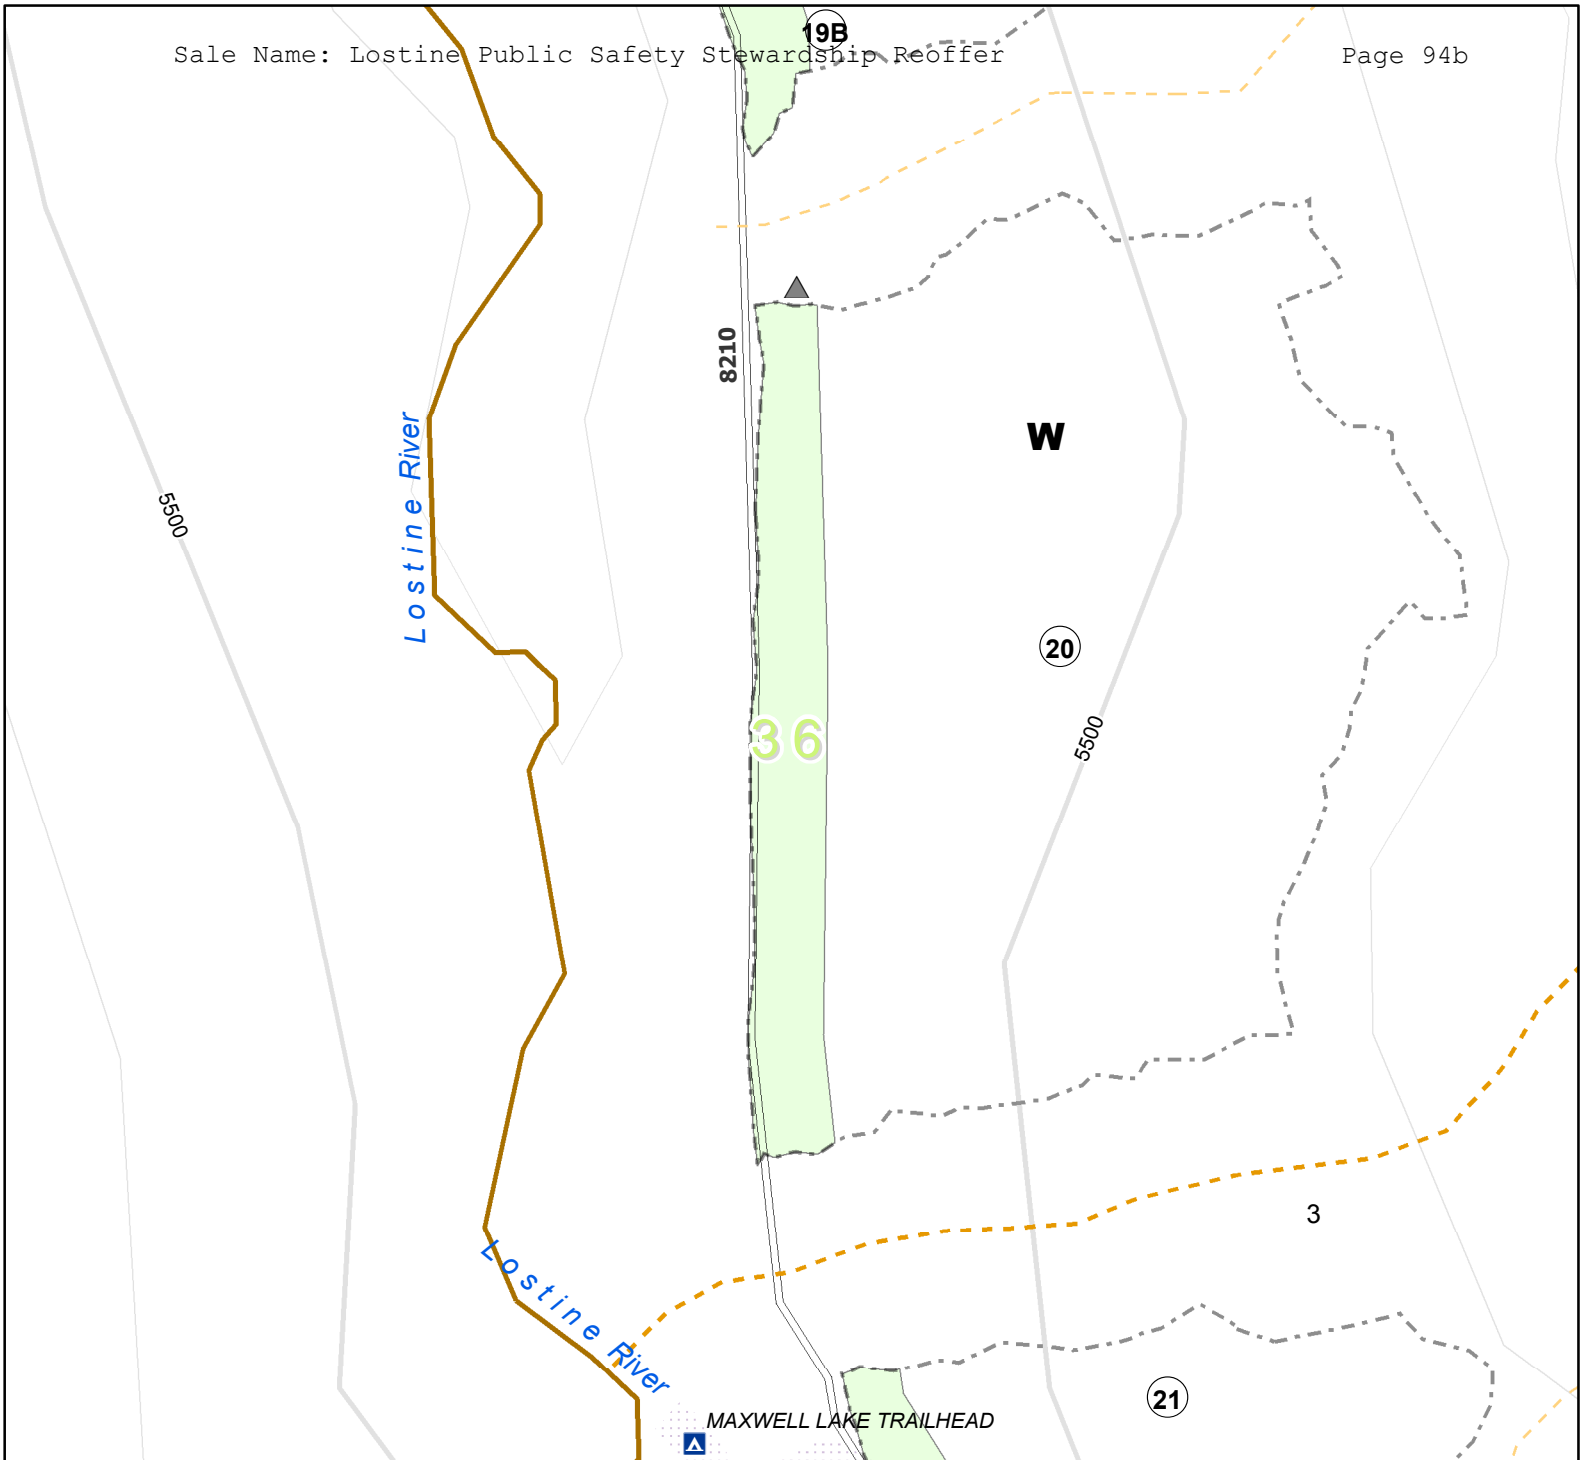 19B
Sale Name: Lostine Public Safety Stewardship Reoffer Page 94b
8210
W
Lostine River
5500
20
36
5500
3
Lostine River
21
MAXWELL LAKE TRAILHEAD